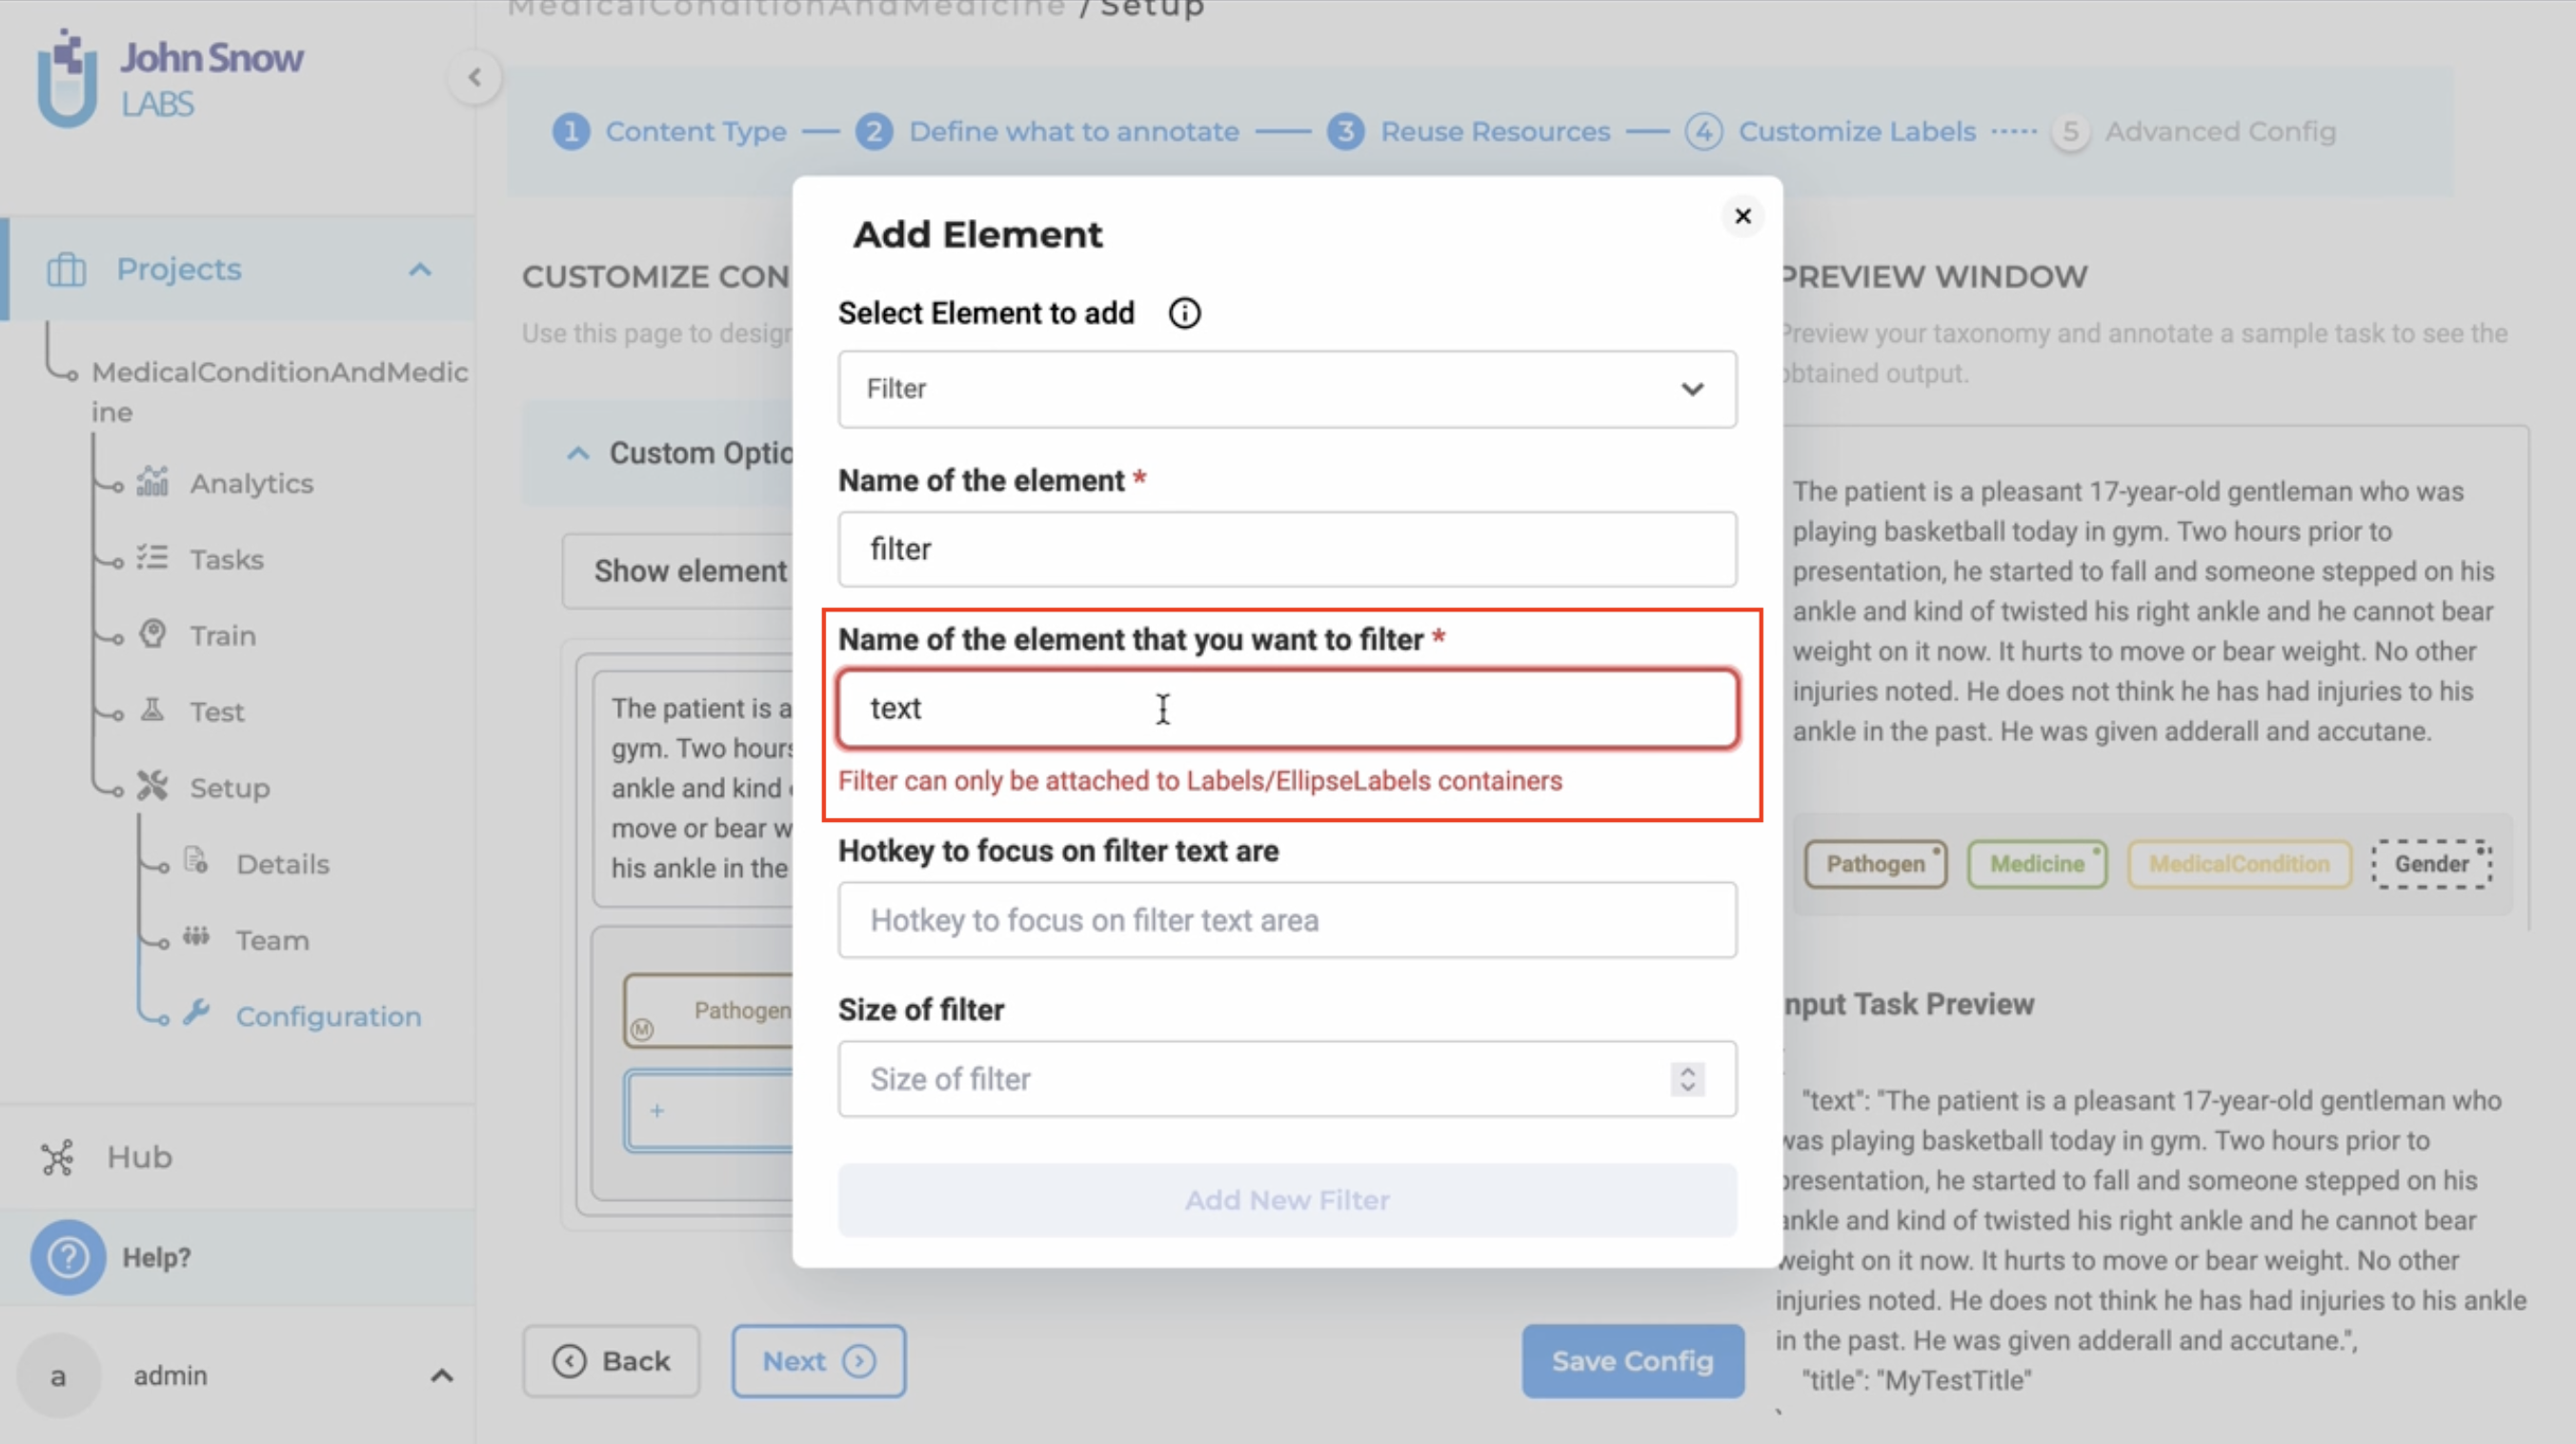 MedicalConditionAndMedicine / Setup
John Snow
LABS
1 Content Type
2 Define what to annotate
3 Reuse Resources
4 Customize Labels
5 Advanced Config
Projects
MedicalConditionAndMedic
ine
Analytics
Tasks
Train
Test
Setup
Details
Team
Configuration
Hub
Help?
a admin
CUSTOMIZE CON
Use this page to desig
Custom Optio
Show element
The patient is a
gym. Two hours
ankle and kind
move or bear w
his ankle in the
Pathogen
M
+
Back
Next
Save Config
Add Element
Select Element to add
Filter
Name of the element *
filter
Name of the element that you want to filter *
text
Filter can only be attached to Labels/EllipseLabels containers
Hotkey to focus on filter text are
Hotkey to focus on filter text area
Size of filter
Size of filter
Add New Filter
PREVIEW WINDOW
Preview your taxonomy and annotate a sample task to see the
obtained output.
The patient is a pleasant 17-year-old gentleman who was
playing basketball today in gym. Two hours prior to
presentation, he started to fall and someone stepped on his
ankle and kind of twisted his right ankle and he cannot bear
weight on it now. It hurts to move or bear weight. No other
injuries noted. He does not think he has had injuries to his
ankle in the past. He was given adderall and accutane.
Pathogen
Medicine
MedicalCondition
Gender
nput Task Preview
"text": "The patient is a pleasant 17-year-old gentleman who
was playing basketball today in gym. Two hours prior to
presentation, he started to fall and someone stepped on his
ankle and kind of twisted his right ankle and he cannot bear
weight on it now. It hurts to move or bear weight. No other
injuries noted. He does not think he has had injuries to his ankle
in the past. He was given adderall and accutane.",
"title": "MyTestTitle"